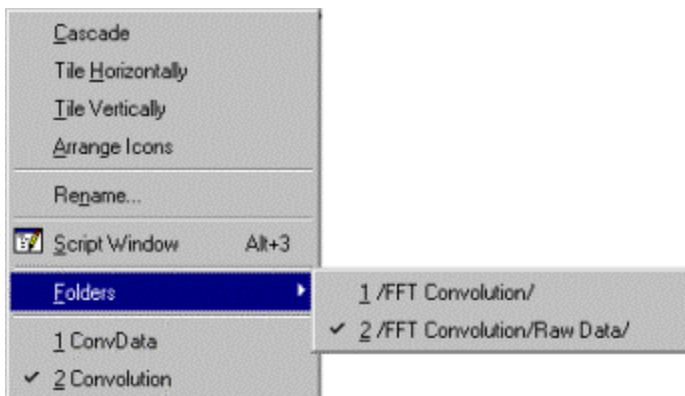 Cascade
Tile Horizontally
Tile Vertically
Arrange Icons
Rename...
Script Window Alt+3
Folders
1 /FFT Convolution/
2 /FFT Convolution/Raw Data/
1 ConvData
2 Convolution